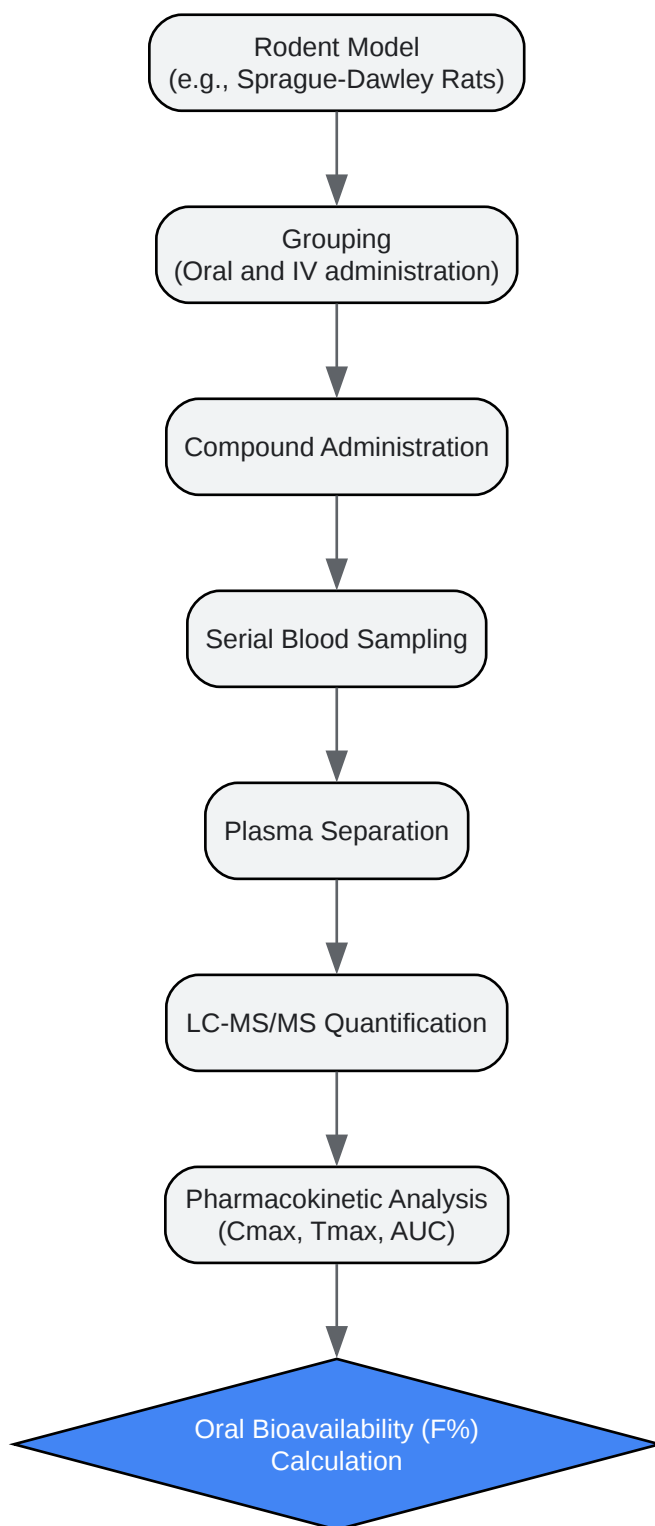 Rodent Model
(e.g., Sprague-Dawley Rats)
Grouping
(Oral and IV administration)
Compound Administration
Serial Blood Sampling
Plasma Separation
LC-MS/MS Quantification
Pharmacokinetic Analysis
(Cmax, Tmax, AUC)
Oral Bioavailability (F%)
Calculation